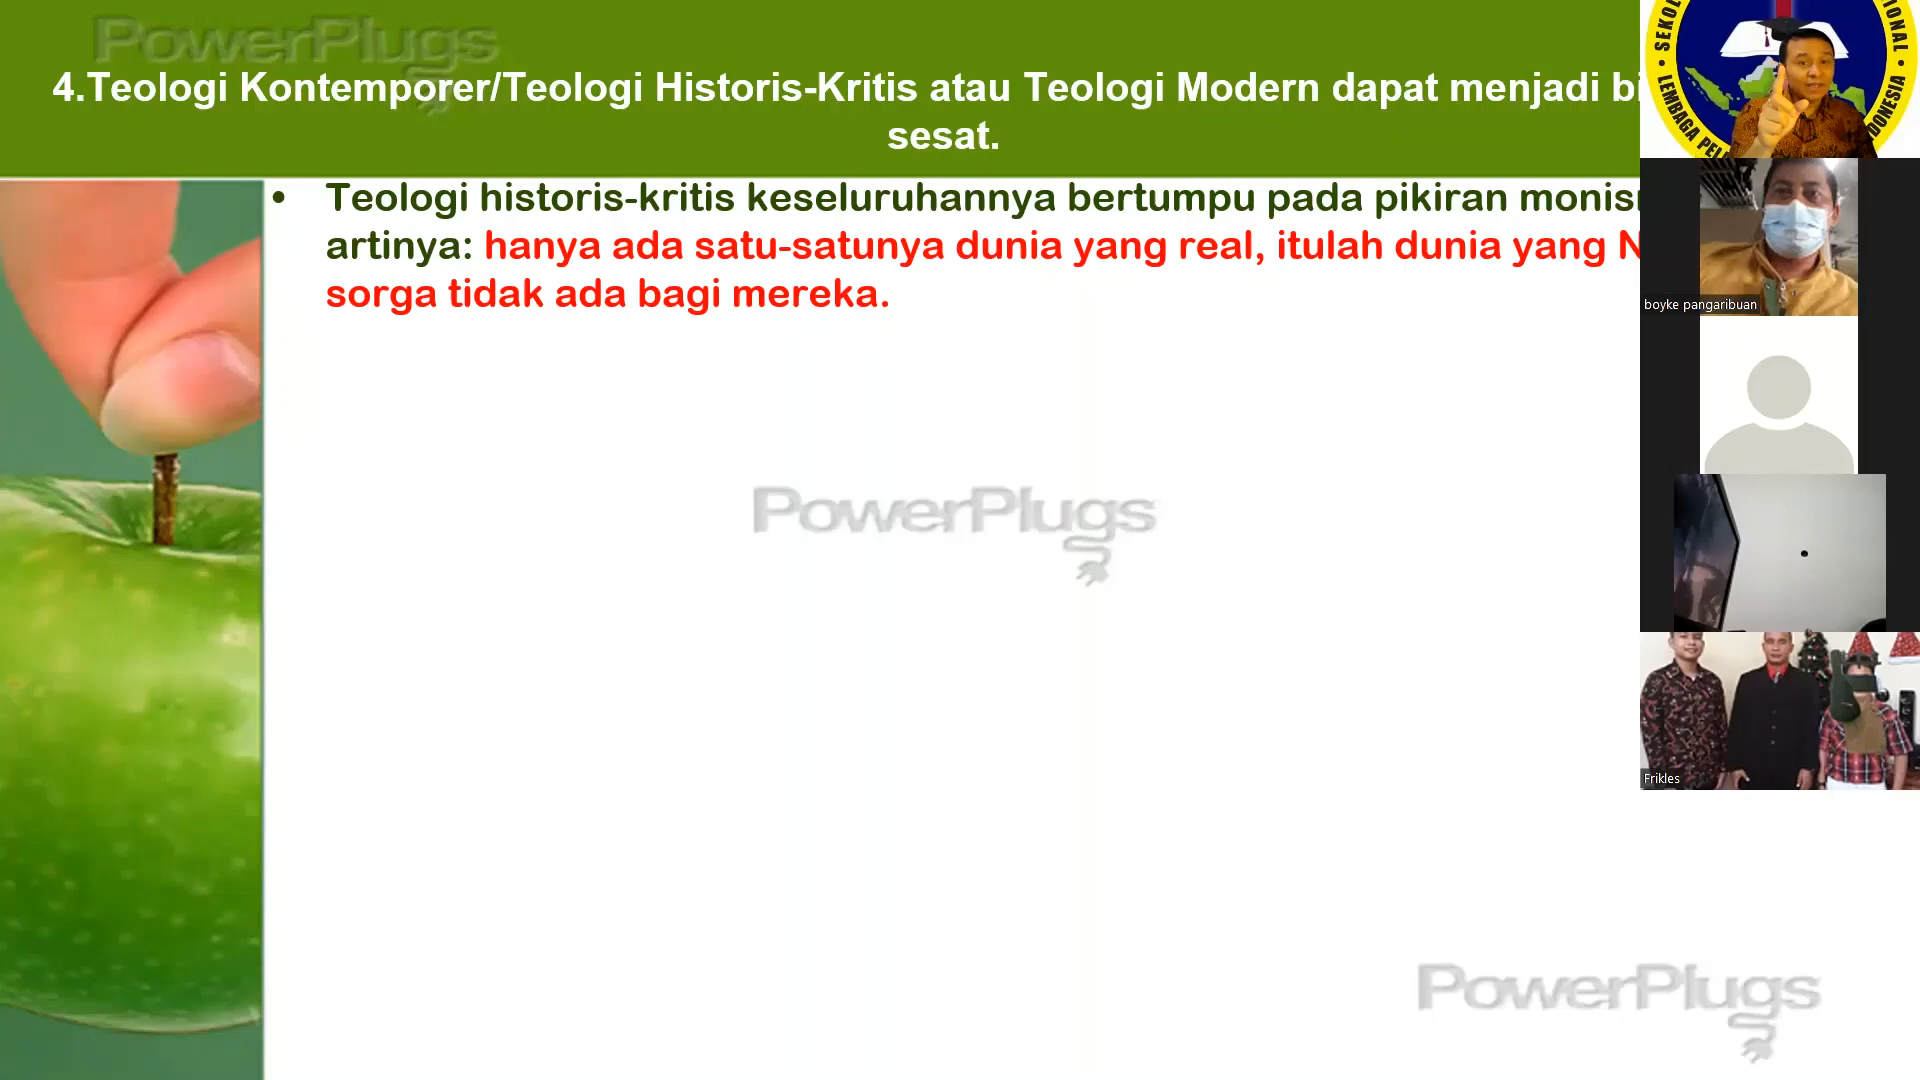 PowerPlugs
4.Teologi Kontemporer/Teologi Historis-Kritis atau Teologi Modern dapat menjadi
sesat.
• Teologi historis-kritis keseluruhannya bertumpu pada pikiran
artinya: hanya ada satu-satunya dunia yang real, itulah dunia yang
sorga tidak ada bagi mereka.
PowerPlugs
PowerPlugs
LEMBAGA
boyke pangaribuan
Frikles